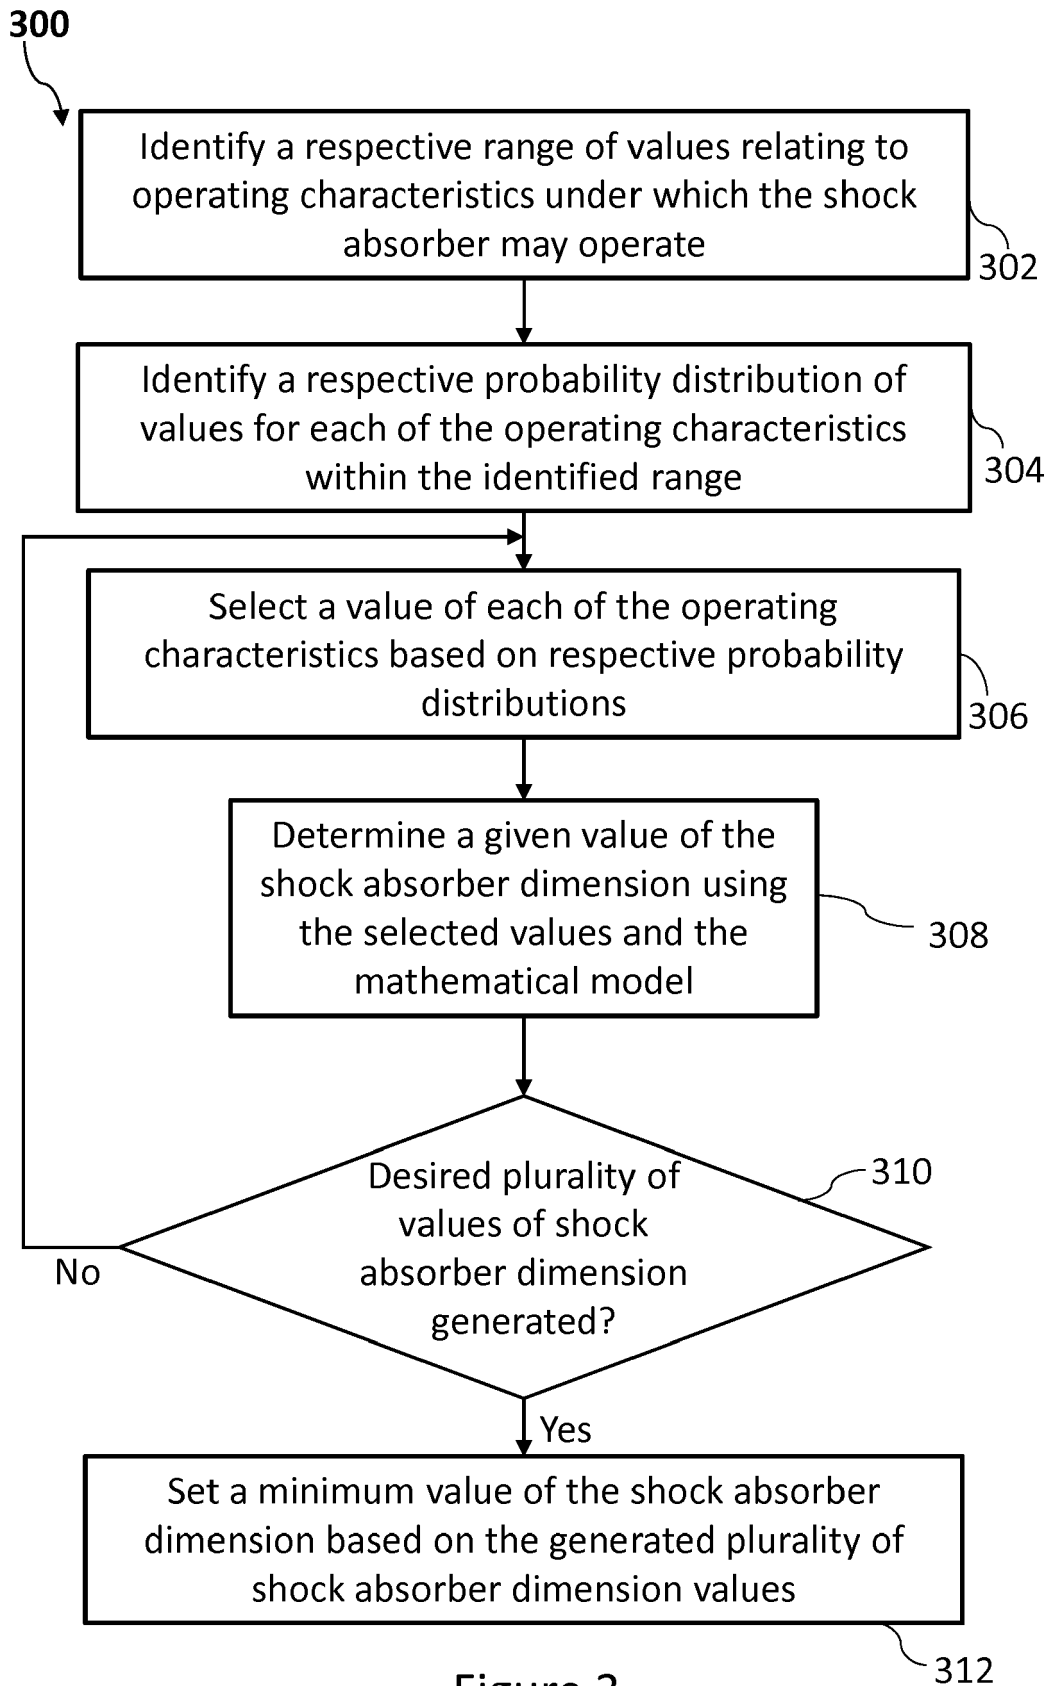 300
Identify a respective range of values relating to
operating characteristics under which the shock
absorber may operate
302
Identify a respective probability distribution of
values for each of the operating characteristics
within the identified range
304
Select a value of each of the operating
characteristics based on respective probability
distributions
306
Determine a given value of the
shock absorber dimension using
the selected values and the
mathematical model
308
Desired plurality of
values of shock
absorber dimension
generated?
310
No
Yes
Set a minimum value of the shock absorber
dimension based on the generated plurality of
shock absorber dimension values
312
Figure